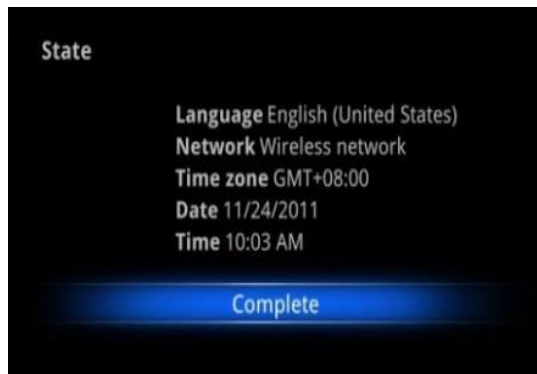 State
Language English (United States)
Network Wireless network
Time zone GMT+08:00
Date 11/24/2011
Time 10:03 AM
Complete